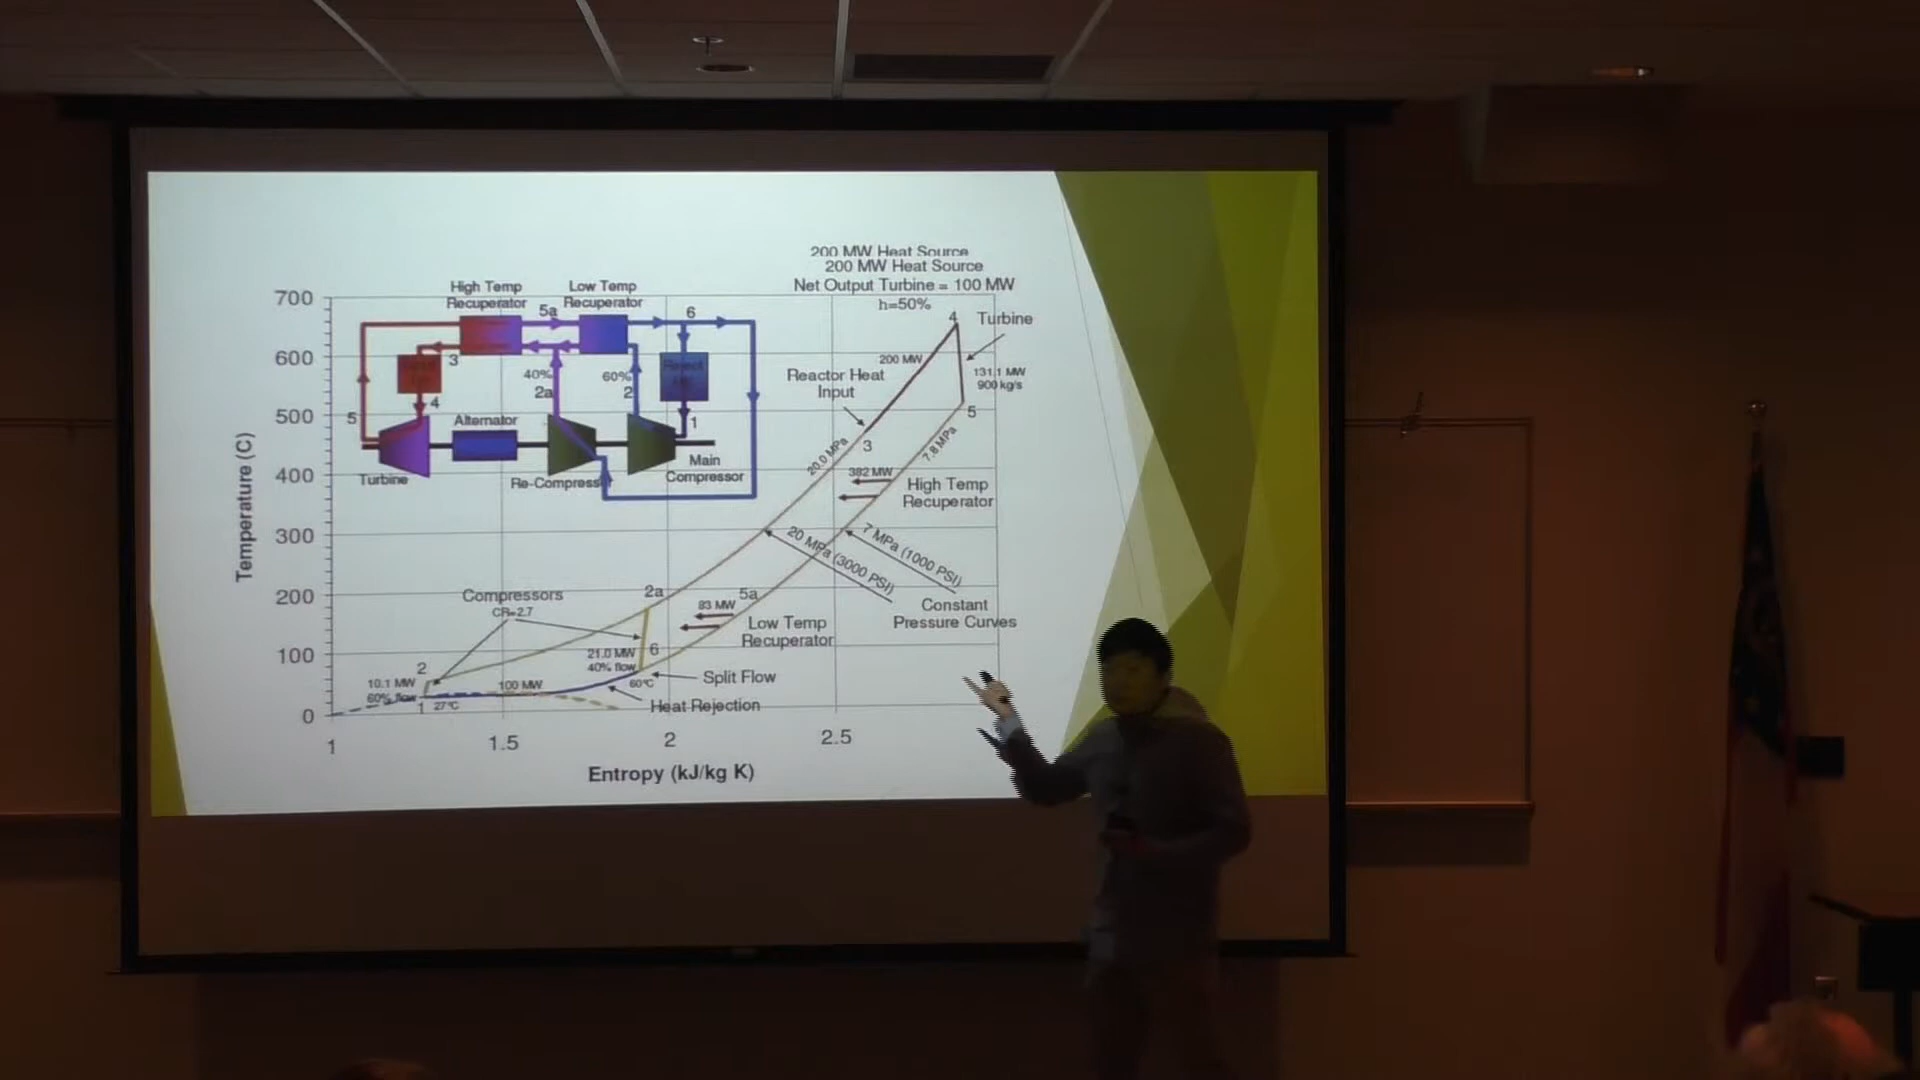 200 MW Heat Source
200 MW Heat Source
Net Output Turbine = 100 MW
h=50%
High Temp
Recuperator
Low Temp
Recuperator
5a
6
3
4
5
40%
2a
60%
2
1
Alternator
Turbine
Re-Compress
Main
Compressor
700
600
500
400
300
200
100
0
Temperature (C)
4
Turbine
200 MW
131.1 MW
900 kg/s
Reactor Heat
Input
5
3
20.0 MPa
7.8 MPa
382 MW
High Temp
Recuperator
20 MPa (3000 PSI)
7 MPa (1000 PSI)
Constant
Pressure Curves
Compressors
CR=2.7
2a
5a
83 MW
Low Temp
Recuperator
21.0 MW
40% flow
6
60°C
Split Flow
Heat Rejection
2
10.1 MW
60% flow
1
27°C
100 MW
1
1.5
2
2.5
Entropy (kJ/kg K)